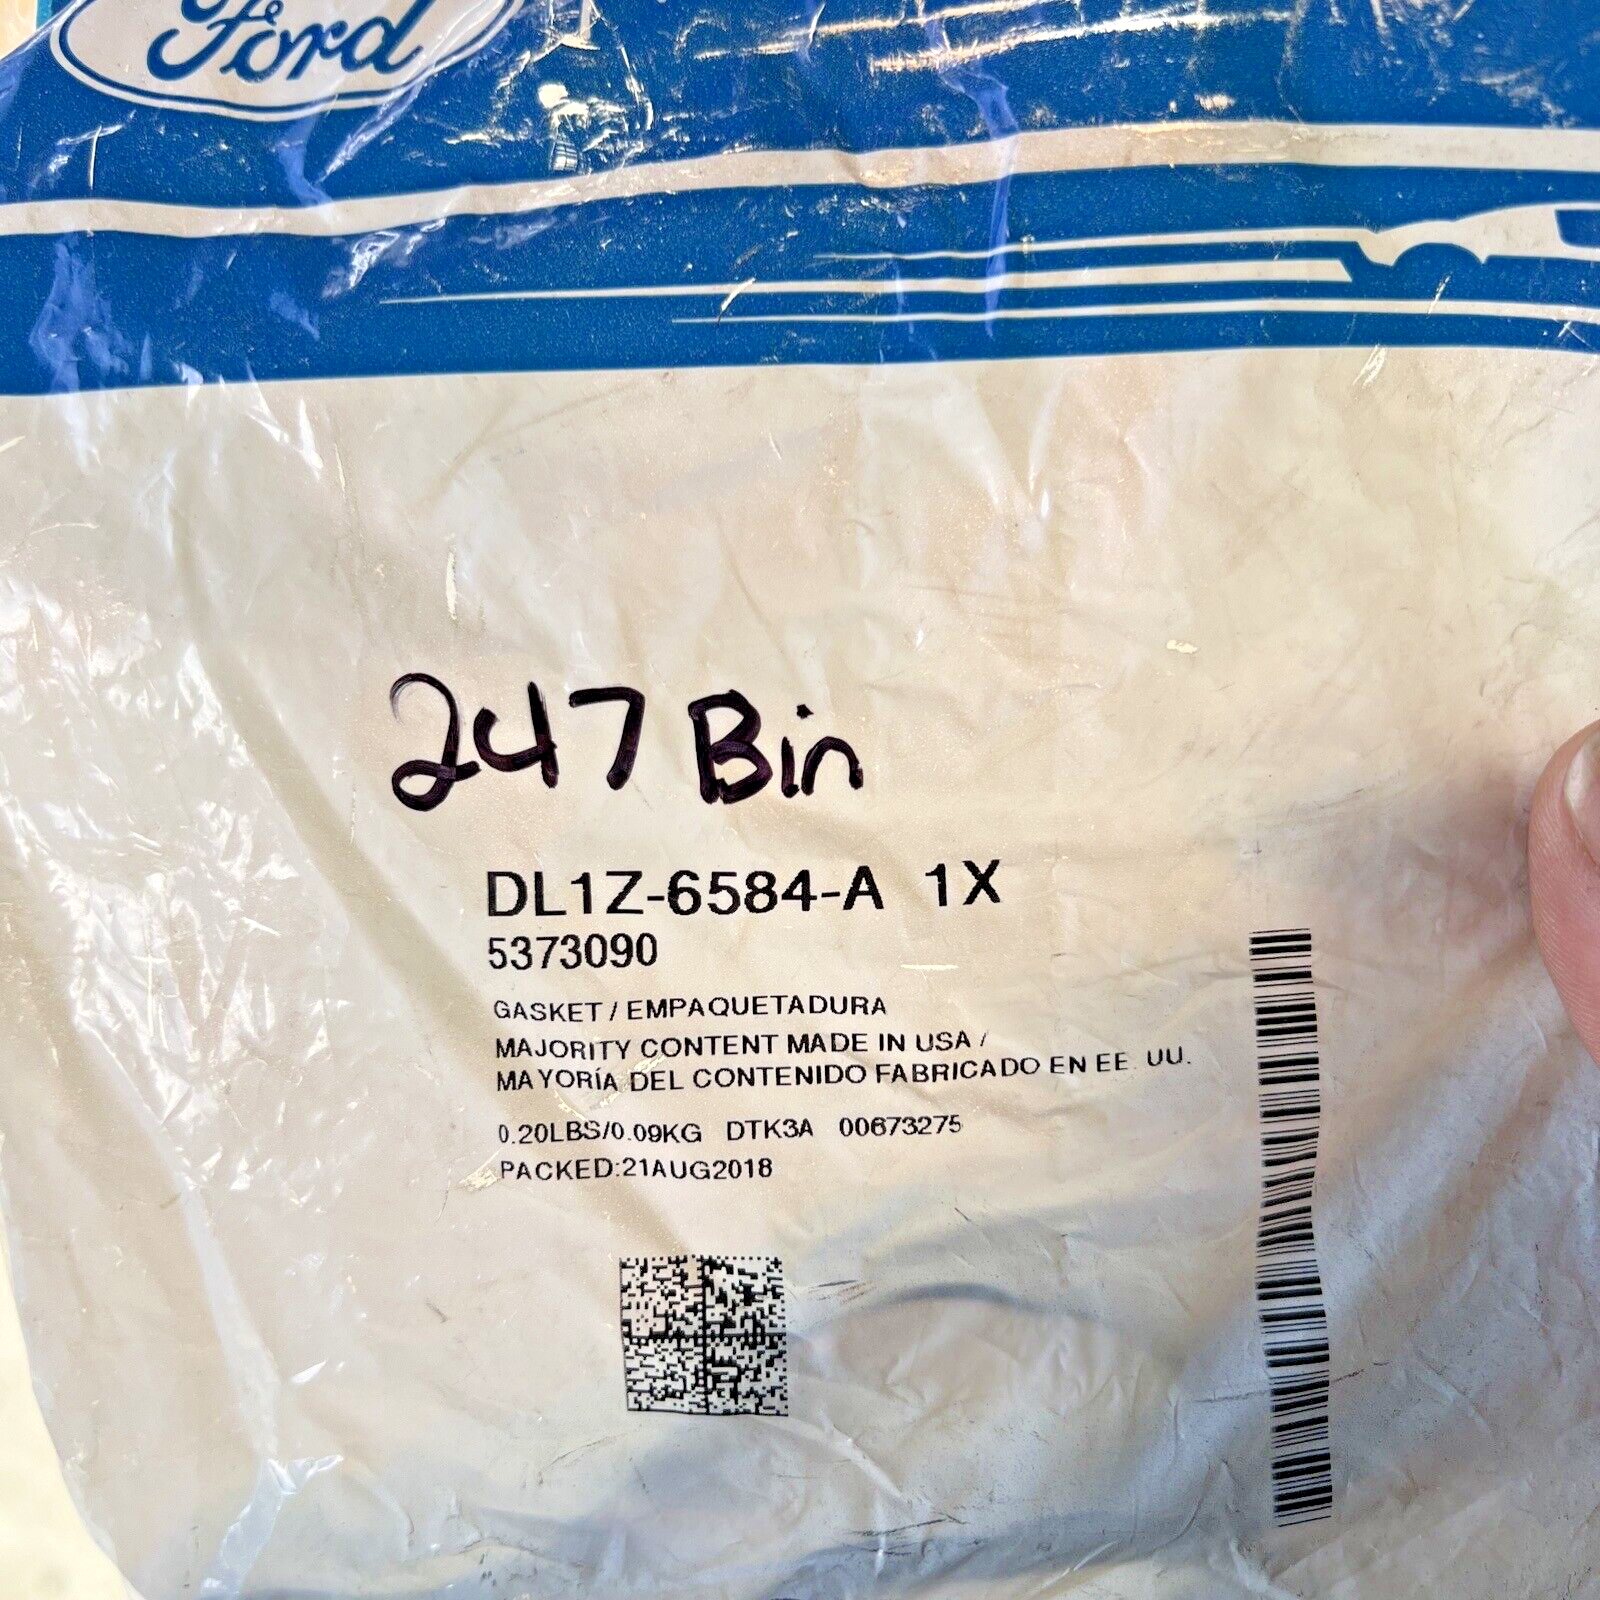 Ford
247 Bin
DL1Z-6584-A 1X
5373090
GASKET / EMPAQUETADURA
MAJORITY CONTENT MADE IN USA /
MAYORÍA DEL CONTENIDO FABRICADO EN EE. UU.
0.20LBS/0.09KG DTK3A 00673275
PACKED:21AUG2018